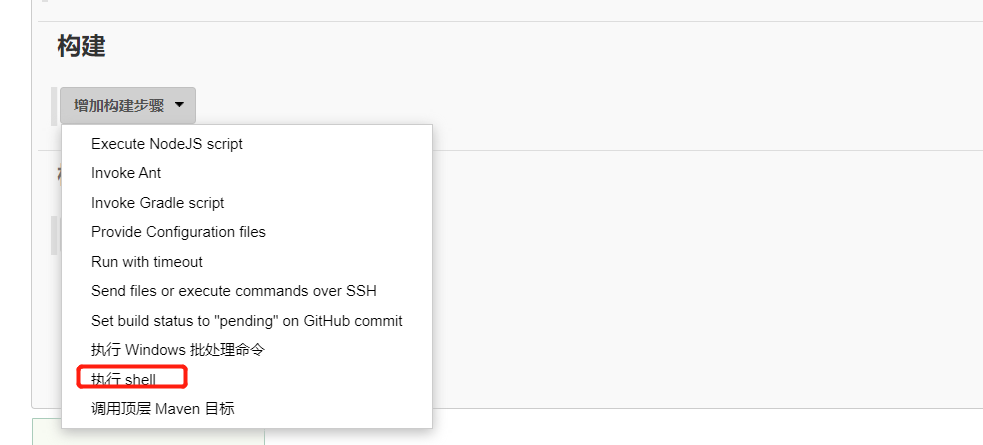 构建
增加构建步骤
Execute NodeJS script
Invoke Ant
Invoke Gradle script
Provide Configuration files
Run with timeout
Send files or execute commands over SSH
Set build status to "pending" on GitHub commit
执行 Windows 批处理命令
执行 shell
调用顶层 Maven 目标